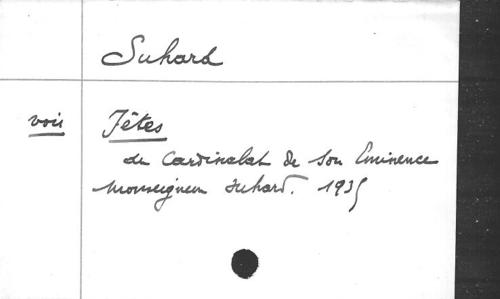 Suhard
voir Fêtes
du Cardinalat de Son Eminence
Monseigneur Suhard. 1935